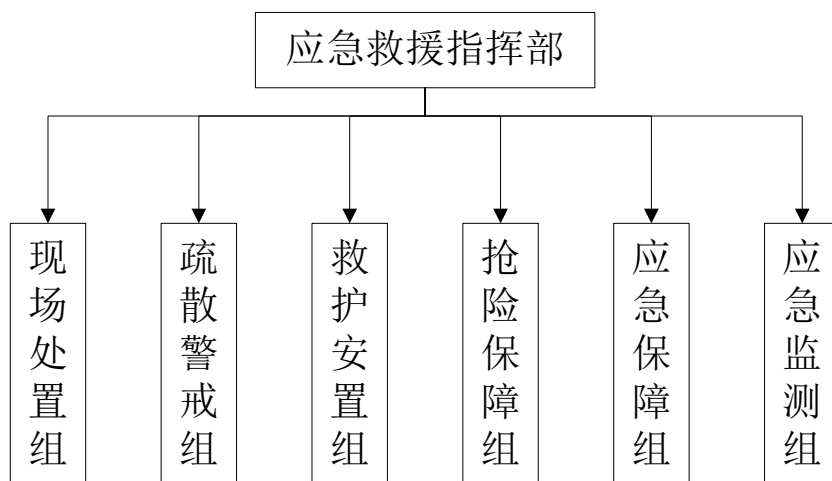 应急救援指挥部
现场处置组
疏散警戒组
救护安置组
抢险保障组
应急保障组
应急监测组